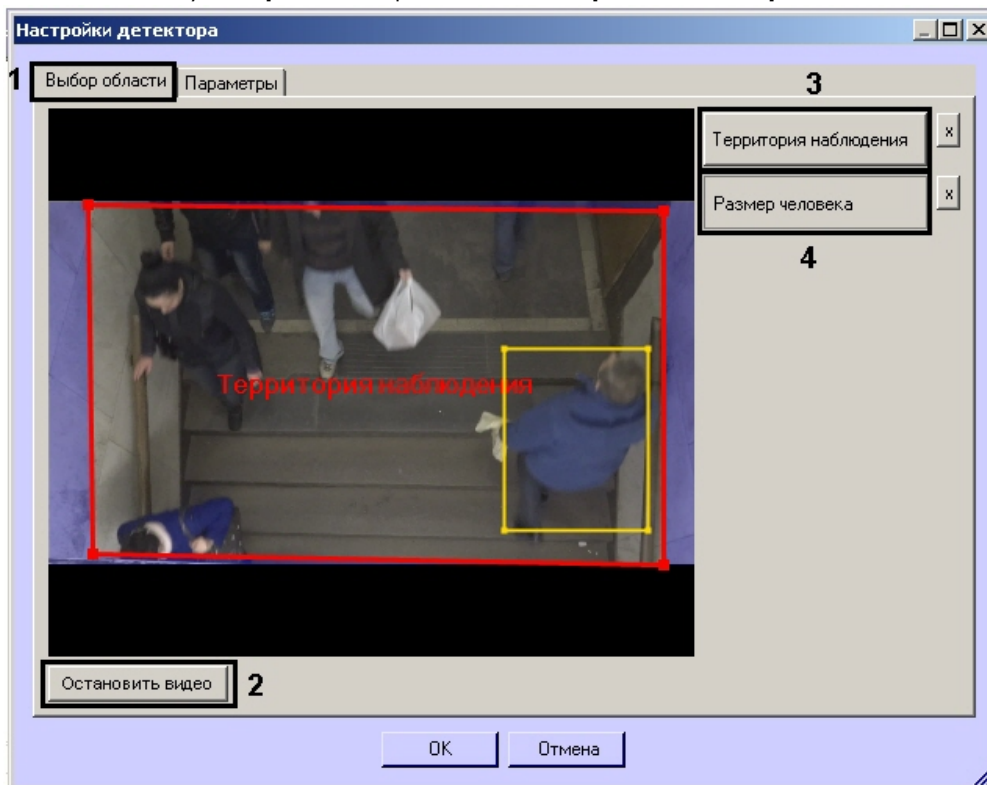 Настройки детектора
1
Выбор области
Параметры
3
Территория наблюдения
x
Размер человека
x
4
Территория наблюдения
Остановить видео
2
OK
Отмена